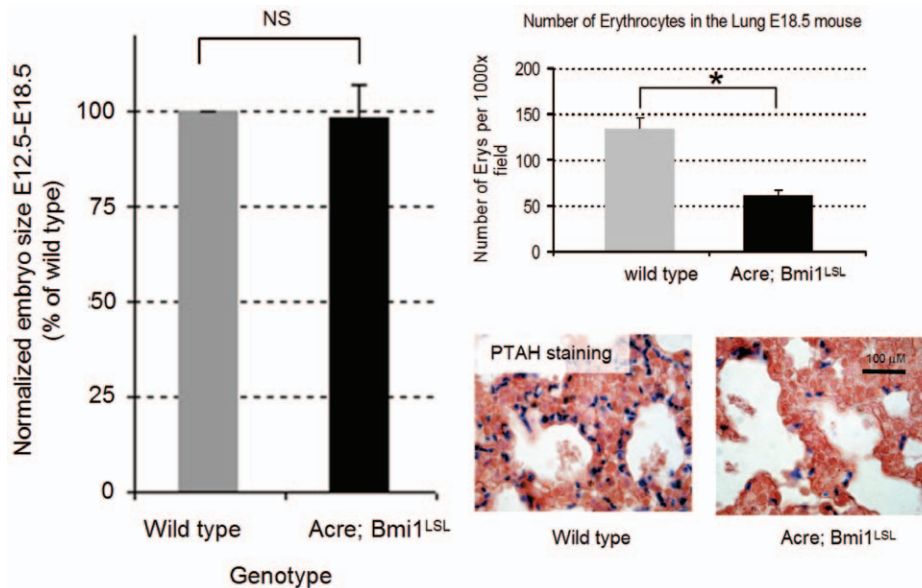 NS
Normalized embryo size E12.5-E18.5
(% of wild type)
100
75
50
25
0
Wild type
Acre; Bmi1ᴸˢᴸ
Genotype
Number of Erythrocytes in the Lung E18.5 mouse
Number of Erys per 1000x
field
200
150
100
50
0
*
wild type
Acre; Bmi1ᴸˢᴸ
PTAH staining
100 µM
Wild type
Acre; Bmi1ᴸˢᴸ